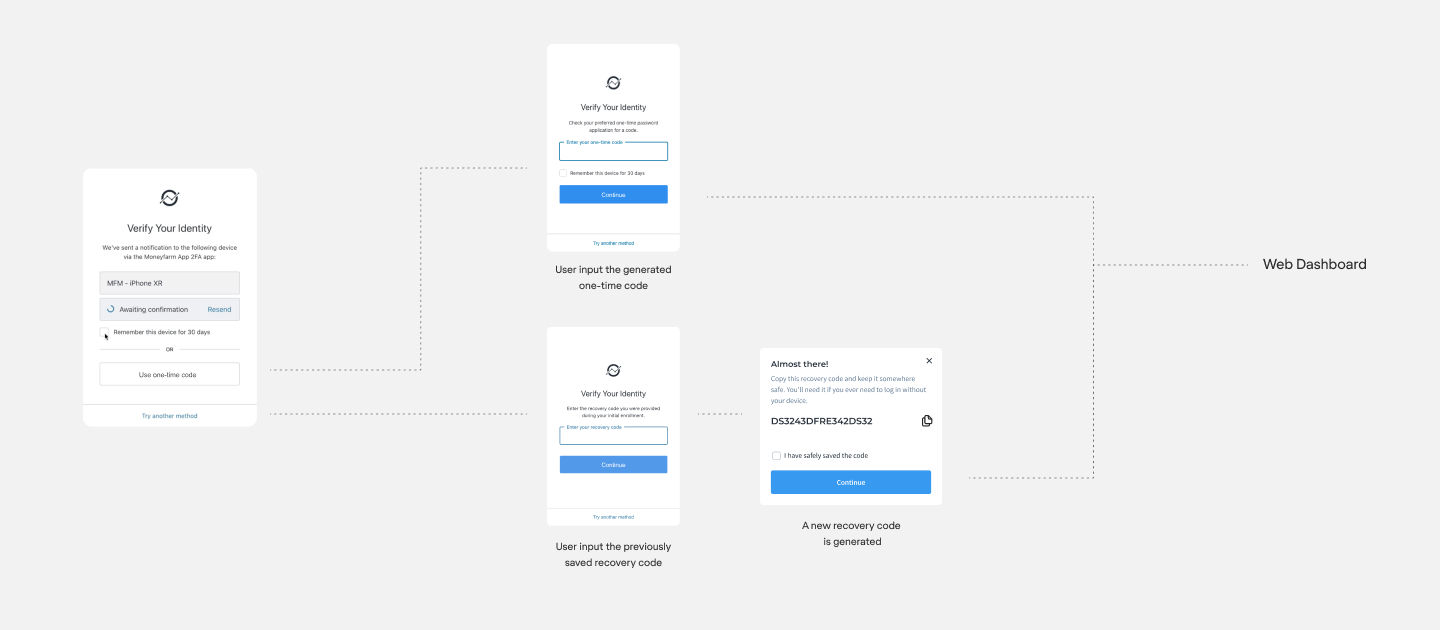 Verify Your Identity
We've sent a notification to the following device
via the Moneyfarm App 2FA app:
MFM - iPhone XR
Awaiting confirmation Resend
Remember this device for 30 days
OR
Use one-time code
Try another method
Verify Your Identity
Check your preferred one-time password
application for a code.
Enter your one-time code
Remember this device for 30 days
Continue
Try another method
User input the generated
one-time code
Verify Your Identity
Enter the recovery code you were provided
during your initial enrollment.
Enter your recovery code
Continue
Try another method
User input the previously
saved recovery code
Almost there!
Copy this recovery code and keep it somewhere
safe. You'll need it if you ever need to log in without
your device.
DS3243DFRE342DS32
I have safely saved the code
Continue
A new recovery code
is generated
Web Dashboard